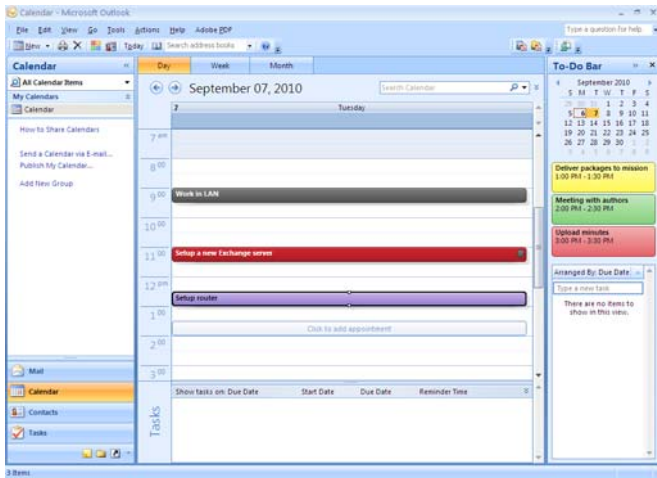 Calendar - Microsoft Outlook
File Edit View Go Tools Actions Help Adobe PDF
Type a question for help
New Today Search address books
Calendar «
All Calendar Items
My Calendars
Calendar
How to Share Calendars
Send a Calendar via E-mail...
Publish My Calendar...
Add New Group
Mail
Calendar
Contacts
Tasks
3 Items
Day Week Month
September 07, 2010
Search Calendar
7 Tuesday
7 am
8 00
9 00 Work in LAN
10 00
11 00 Setup a new Exchange server
12 pm
Setup router
1 00
Click to add appointment
2 00
3 00
Tasks
Show tasks on: Due Date Start Date Due Date Reminder Time
To-Do Bar » ×
September 2010
S M T W T F S
29 30 31 1 2 3 4
5 6 7 8 9 10 11
12 13 14 15 16 17 18
19 20 21 22 23 24 25
26 27 28 29 30 1 2
3 4 5 6 7 8 9
Deliver packages to mission
1:00 PM - 1:30 PM
Meeting with authors
2:00 PM - 2:30 PM
Upload minutes
3:00 PM - 3:30 PM
Arranged By: Due Date
Type a new task
There are no items to
show in this view.